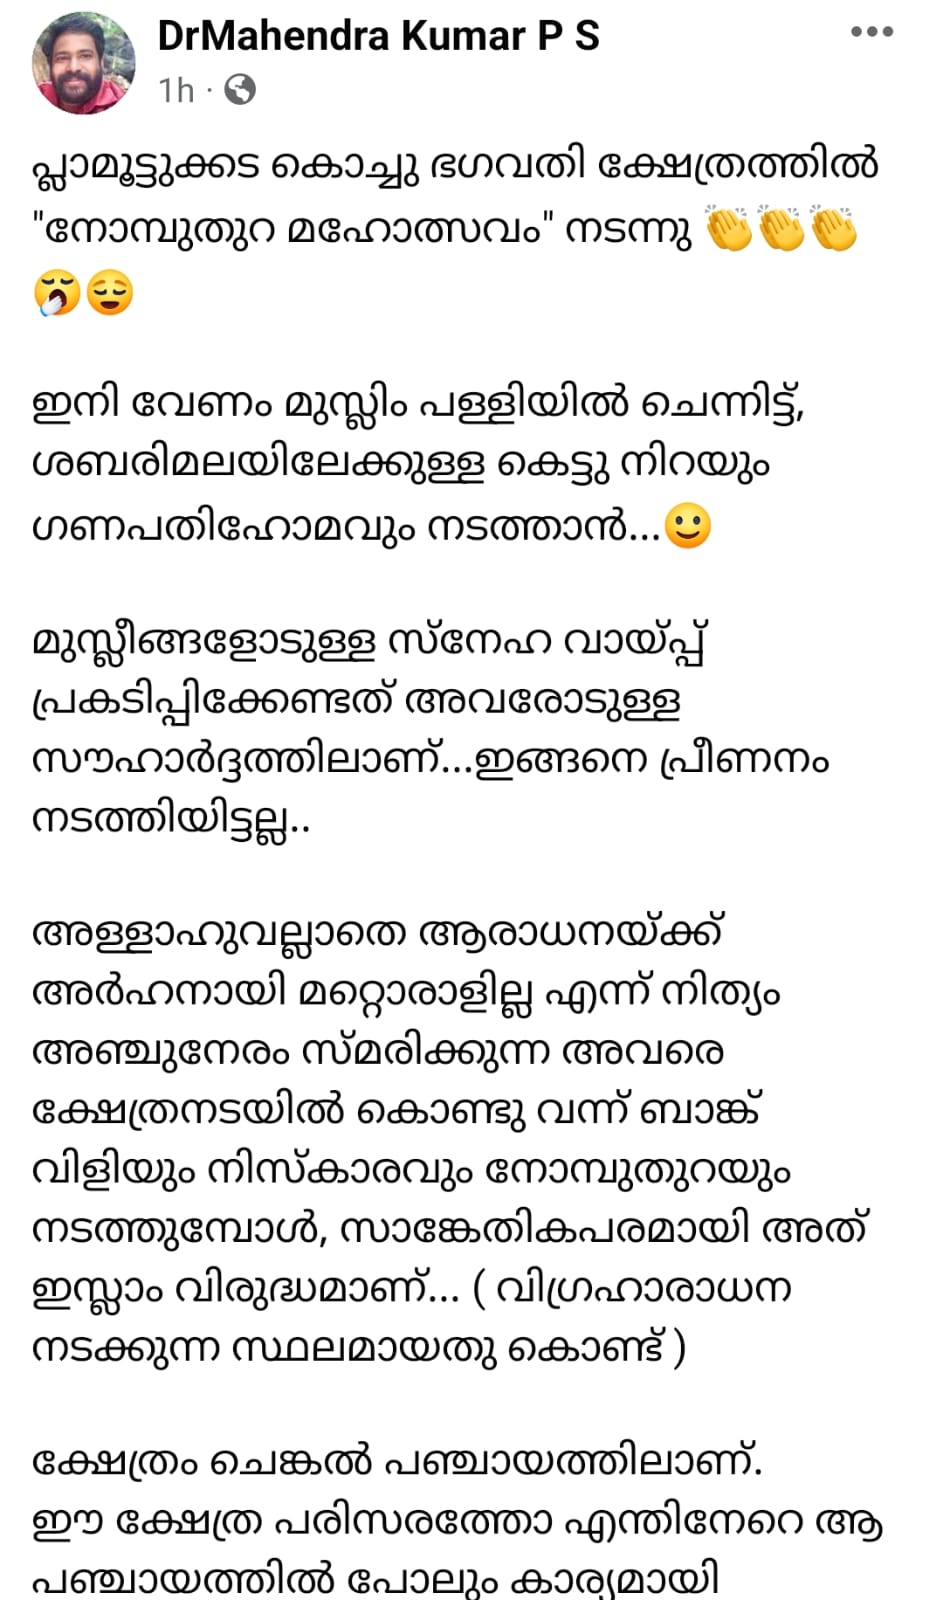 DrMahendra Kumar P S
1h ·
പ്ലാമൂട്ടുക്കട കൊച്ചു ഭഗവതി ക്ഷേത്രത്തിൽ
"നോമ്പുതുറ മഹോത്സവം" നടന്നു 👏👏👏
🥱😌
ഇനി വേണം മുസ്ലിം പള്ളിയിൽ ചെന്നിട്ട്,
ശബരിമലയിലേക്കുള്ള കെട്ടു നിറയും
ഗണപതിഹോമവും നടത്താൻ...🙂
മുസ്ലീങ്ങളോടുള്ള സ്നേഹ വായ്പ്പ്
പ്രകടിപ്പിക്കേണ്ടത് അവരോടുള്ള
സൗഹാർദ്ദത്തിലാണ്...ഇങ്ങനെ പ്രീണനം
നടത്തിയിട്ടല്ല..
അള്ളാഹുവല്ലാതെ ആരാധനയ്ക്ക്
അർഹനായി മറ്റൊരാളില്ല എന്ന് നിത്യം
അഞ്ചുനേരം സ്മരിക്കുന്ന അവരെ
ക്ഷേത്രനടയിൽ കൊണ്ടു വന്ന് ബാങ്ക്
വിളിയും നിസ്കാരവും നോമ്പുതുറയും
നടത്തുമ്പോൾ, സാങ്കേതികപരമായി അത്
ഇസ്ലാം വിരുദ്ധമാണ്... ( വിഗ്രഹാരാധന
നടക്കുന്ന സ്ഥലമായതു കൊണ്ട് )
ക്ഷേത്രം ചെങ്കൽ പഞ്ചായത്തിലാണ്.
ഈ ക്ഷേത്ര പരിസരത്തോ എന്തിനേറെ ആ
പഞ്ചായത്തിൽ പോലും കാര്യമായി